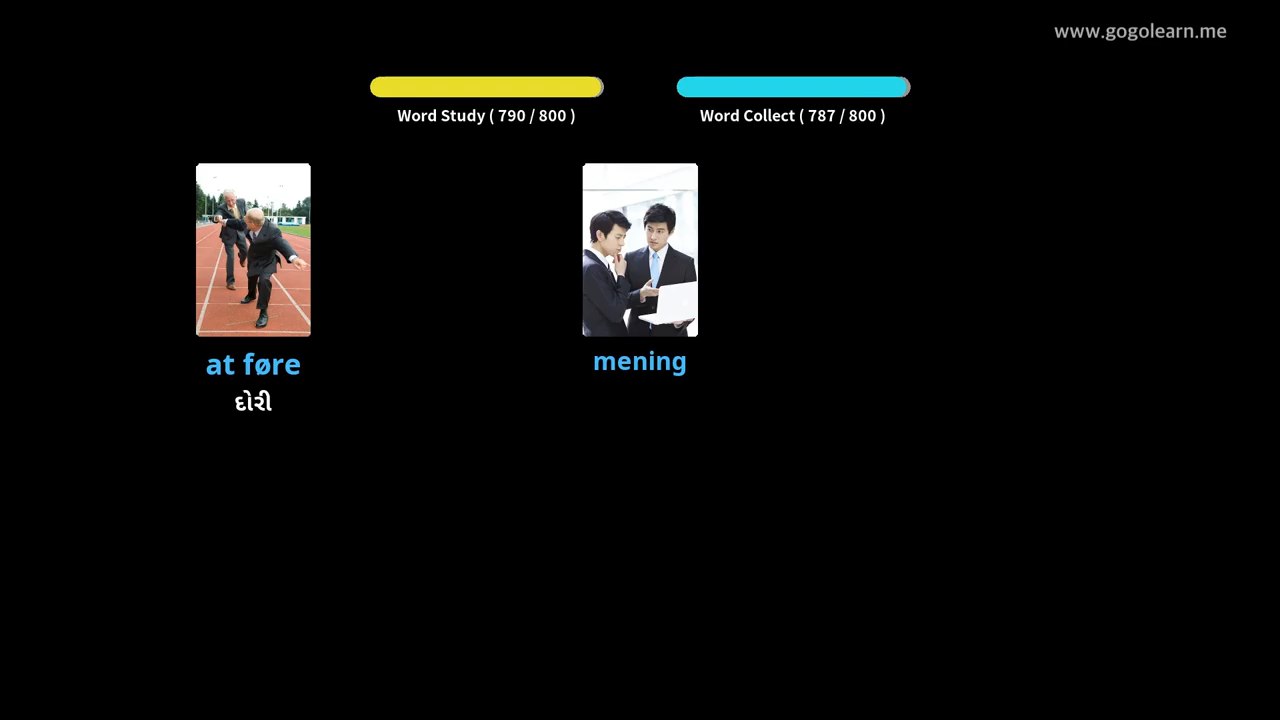 www.gogolearn.me
Word Study ( 790 / 800 )
Word Collect ( 787 / 800 )
at føre
દોરી
mening